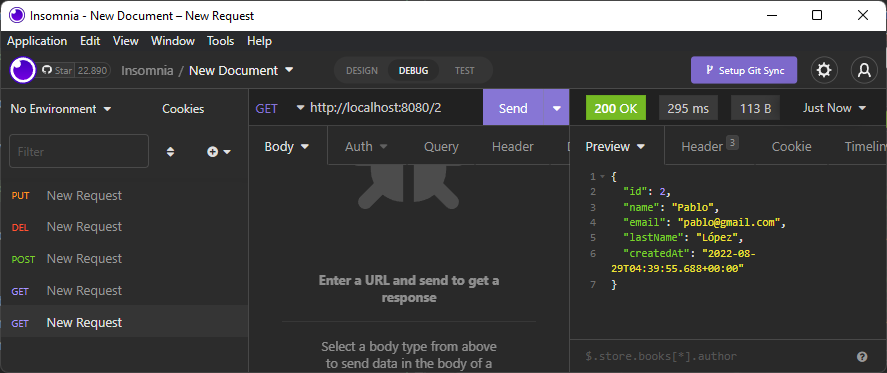 Insomnia - New Document – New Request
Application Edit View Window Tools Help
Star 22.890
Insomnia / New Document
DESIGN DEBUG TEST
Setup Git Sync
No Environment
Cookies
GET http://localhost:8080/2
Send
200 OK 295 ms 113 B Just Now
Filter
Body Auth Query Header
Preview Header 3 Cookie Timelin
PUT New Request
DEL New Request
POST New Request
GET New Request
GET New Request
Enter a URL and send to get a
response
Select a body type from above
to send data in the body of a
1 {
2 "id": 2,
3 "name": "Pablo",
4 "email": "pablo@gmail.com",
5 "lastName": "López",
6 "createdAt": "2022-08-
29T04:39:55.688+00:00"
7 }
$.store.books[*].author